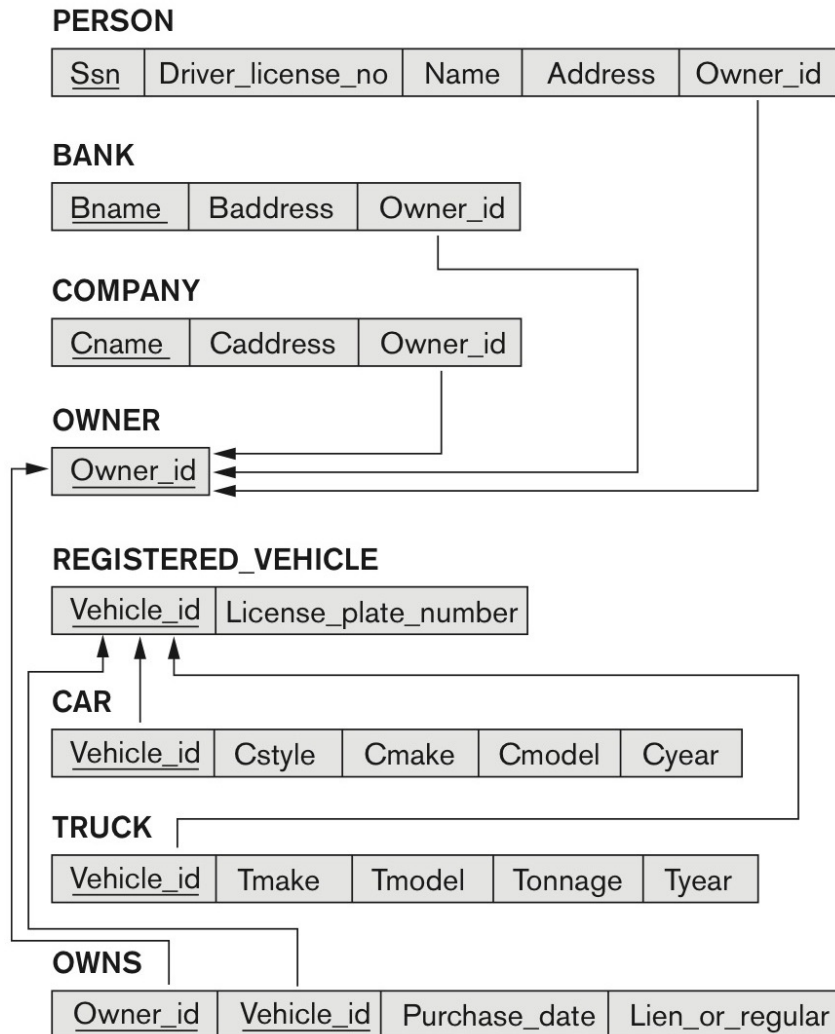 PERSON
Ssn Driver_license_no Name Address Owner_id
BANK
Bname Baddress Owner_id
COMPANY
Cname Caddress Owner_id
OWNER
Owner_id
REGISTERED_VEHICLE
Vehicle_id License_plate_number
CAR
Vehicle_id Cstyle Cmake Cmodel Cyear
TRUCK
Vehicle_id Tmake Tmodel Tonnage Tyear
OWNS
Owner_id Vehicle_id Purchase_date Lien_or_regular